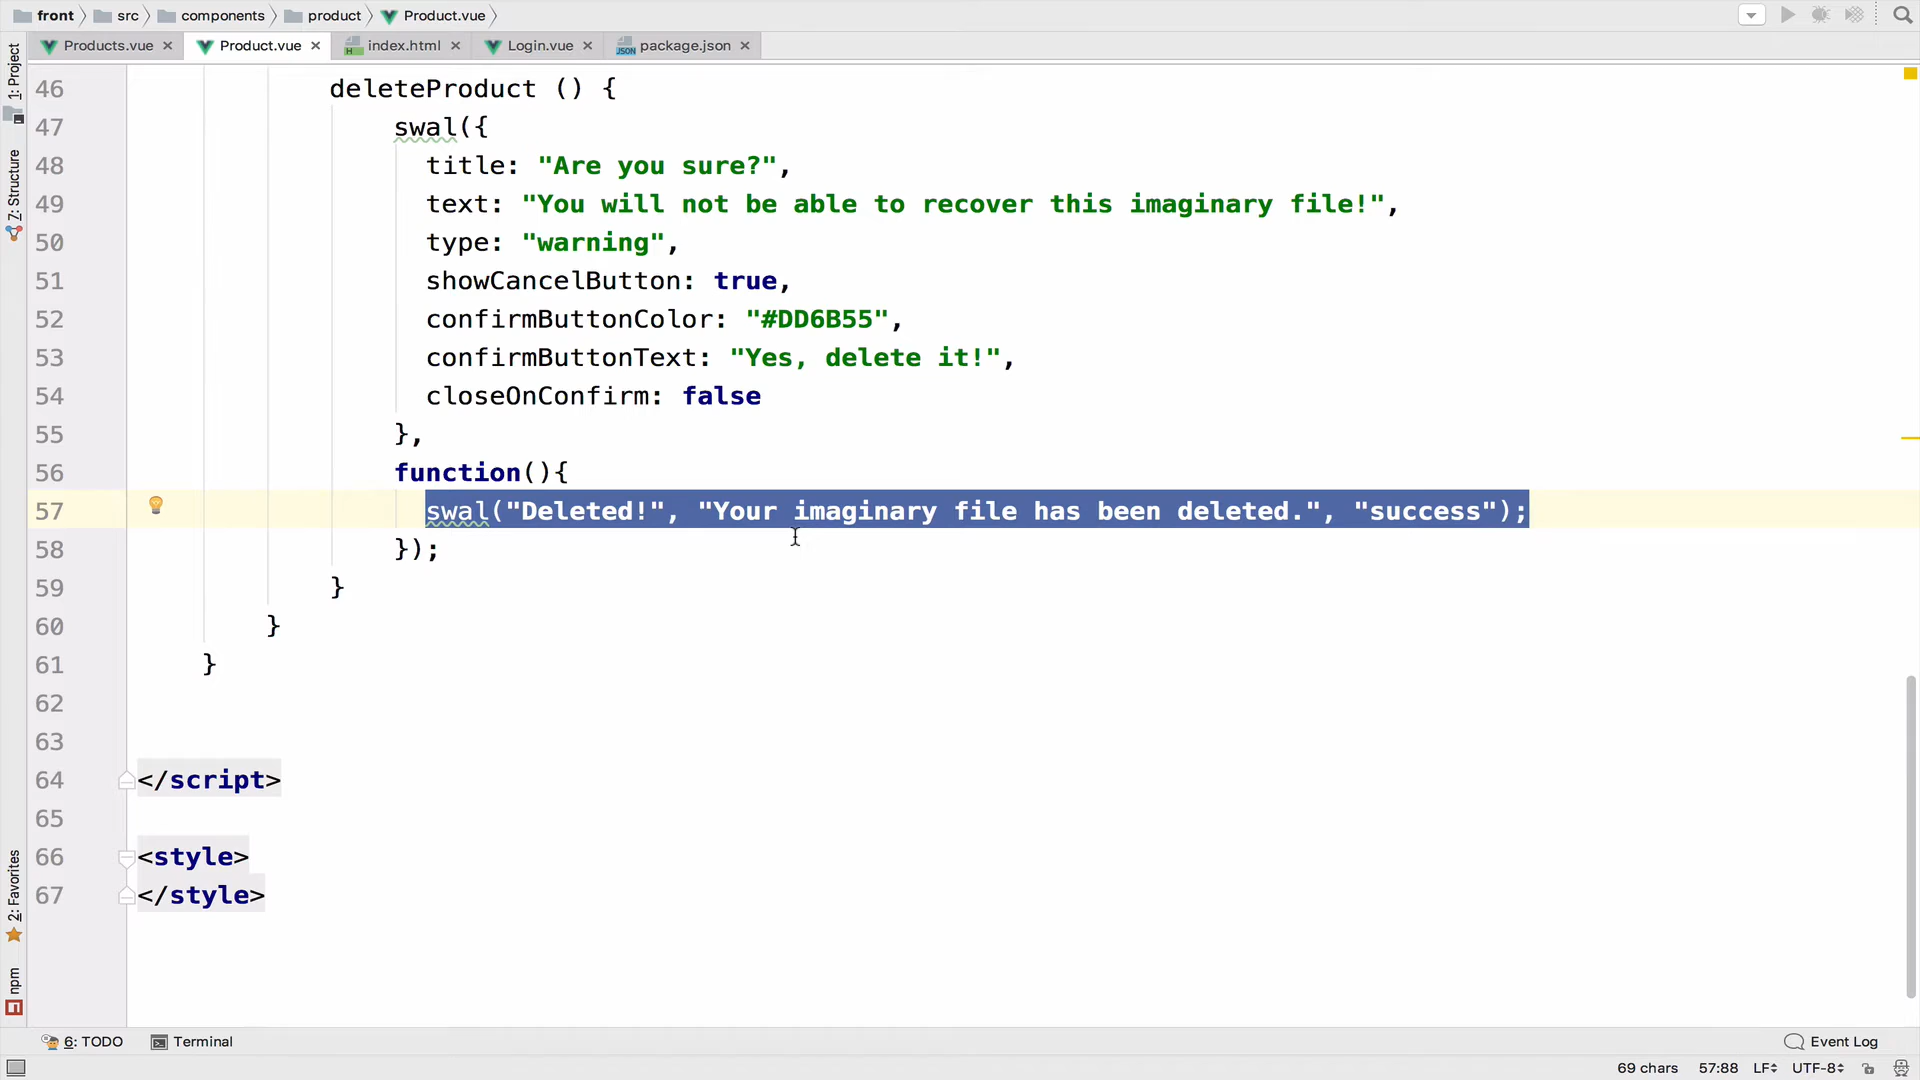 front src components product Product.vue
Products.vue Product.vue index.html Login.vue package.json
1: Project
7: Structure
2: Favorites
npm
46 deleteProduct () {
47 swal({
48 title: "Are you sure?",
49 text: "You will not be able to recover this imaginary file!",
50 type: "warning",
51 showCancelButton: true,
52 confirmButtonColor: "#DD6B55",
53 confirmButtonText: "Yes, delete it!",
54 closeOnConfirm: false
55 },
56 function(){
57 swal("Deleted!", "Your imaginary file has been deleted.", "success");
58 });
59 }
60 }
61 }
62
63
64 </script>
65
66 <style>
67 </style>
6: TODO Terminal Event Log
69 chars 57:88 LF UTF-8